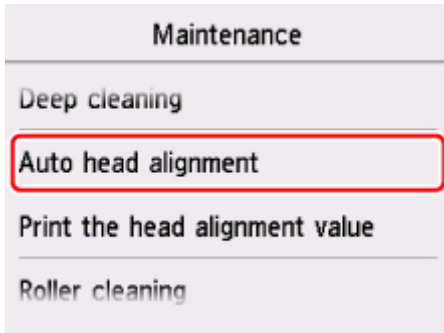 Maintenance
Deep cleaning
Auto head alignment
Print the head alignment value
Roller cleaning